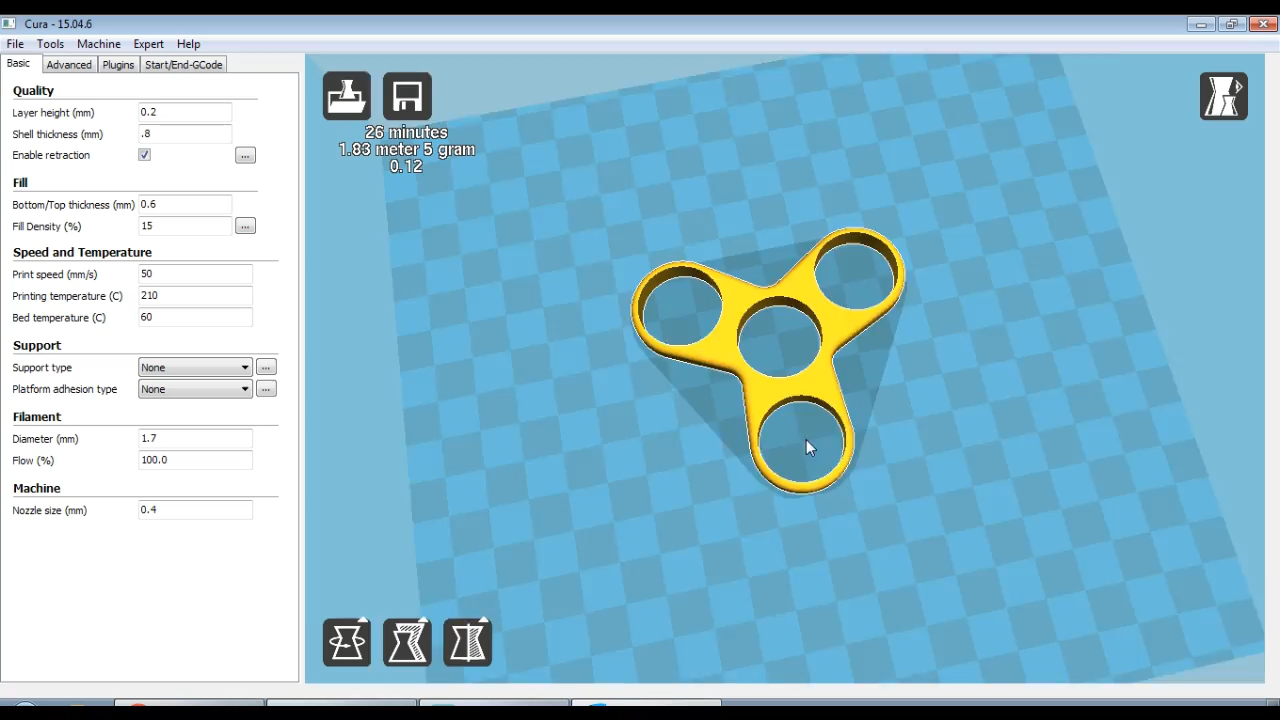 Cura - 15.04.6
File Tools Machine Expert Help
Basic Advanced Plugins Start/End-GCode
Quality
Layer height (mm) 0.2
Shell thickness (mm) .8
Enable retraction ...
Fill
Bottom/Top thickness (mm) 0.6
Fill Density (%) 15 ...
Speed and Temperature
Print speed (mm/s) 50
Printing temperature (C) 210
Bed temperature (C) 60
Support
Support type None ...
Platform adhesion type None ...
Filament
Diameter (mm) 1.7
Flow (%) 100.0
Machine
Nozzle size (mm) 0.4
26 minutes
1.83 meter 5 gram
0.12